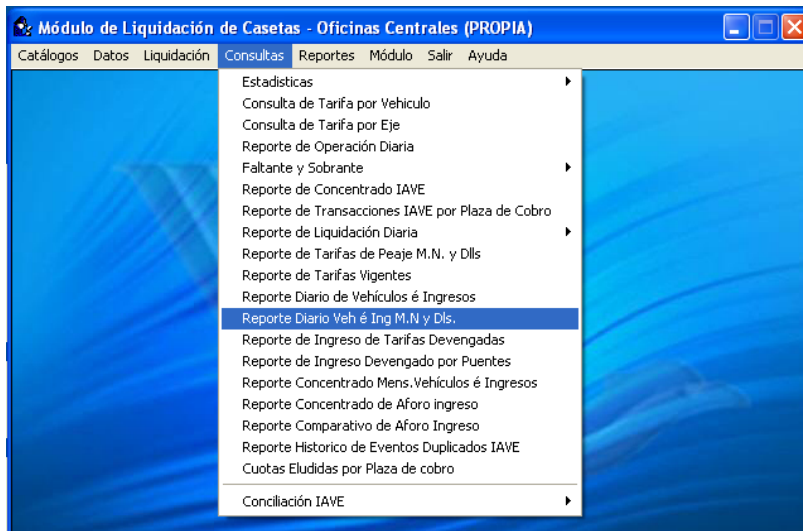 Módulo de Liquidación de Casetas - Oficinas Centrales (PROPIA)
Catálogos Datos Liquidación Consultas Reportes Módulo Salir Ayuda
Estadisticas
Consulta de Tarifa por Vehiculo
Consulta de Tarifa por Eje
Reporte de Operación Diaria
Faltante y Sobrante
Reporte de Concentrado IAVE
Reporte de Transacciones IAVE por Plaza de Cobro
Reporte de Liquidación Diaria
Reporte de Tarifas de Peaje M.N. y Dlls
Reporte de Tarifas Vigentes
Reporte Diario de Vehículos é Ingresos
Reporte Diario Veh é Ing M.N y Dls.
Reporte de Ingreso de Tarifas Devengadas
Reporte de Ingreso Devengado por Puentes
Reporte Concentrado Mens.Vehículos é Ingresos
Reporte Concentrado de Aforo ingreso
Reporte Comparativo de Aforo Ingreso
Reporte Historico de Eventos Duplicados IAVE
Cuotas Eludidas por Plaza de cobro
Conciliación IAVE